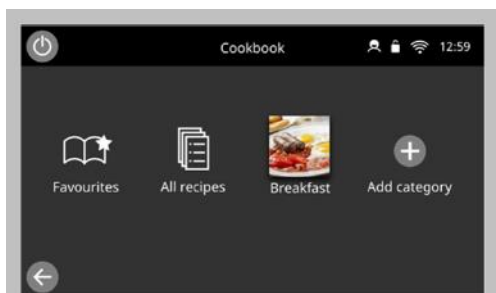 Cookbook
12:59
Favourites
All recipes
Breakfast
Add category